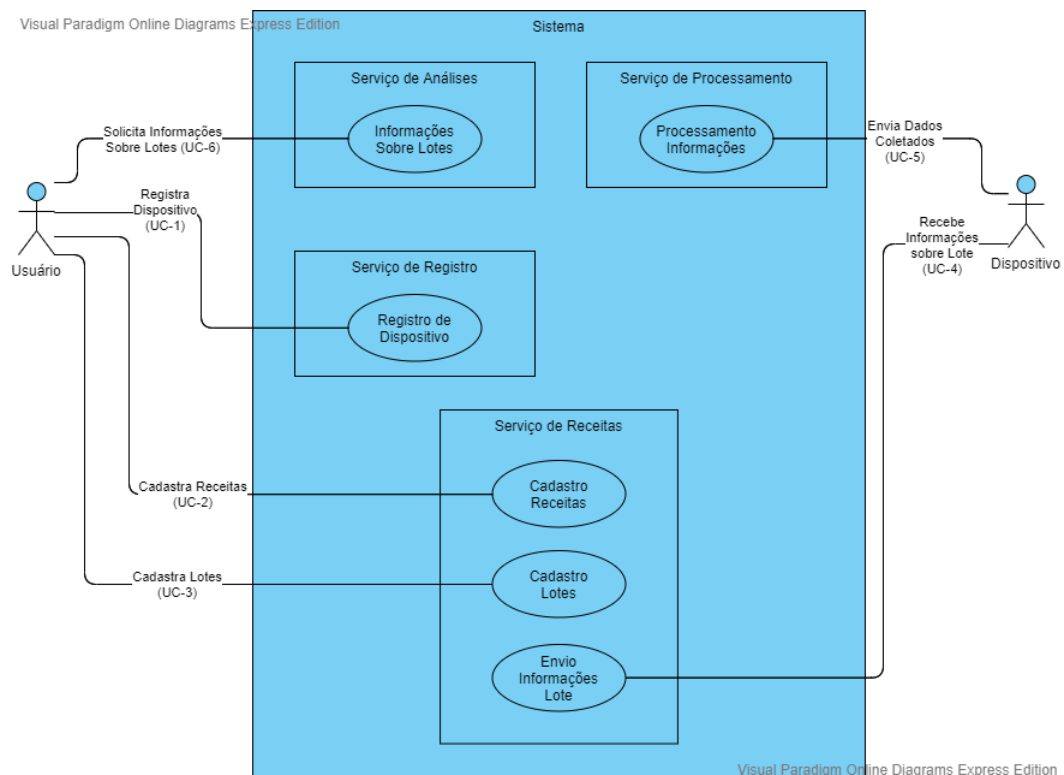 Visual Paradigm Online Diagrams Express Edition
Sistema
Serviço de Análises
Serviço de Processamento
Solicita Informações
Sobre Lotes (UC-6)
Informações
Sobre Lotes
Processamento
Informações
Envia Dados
Coletados
(UC-5)
Registra
Dispositivo
(UC-1)
Usuário
Recebe
Informações
sobre Lote
(UC-4)
Dispositivo
Serviço de Registro
Registro de
Dispositivo
Serviço de Receitas
Cadastra Receitas
(UC-2)
Cadastro
Receitas
Cadastra Lotes
(UC-3)
Cadastro
Lotes
Envio
Informações
Lote
Visual Paradigm Online Diagrams Express Edition